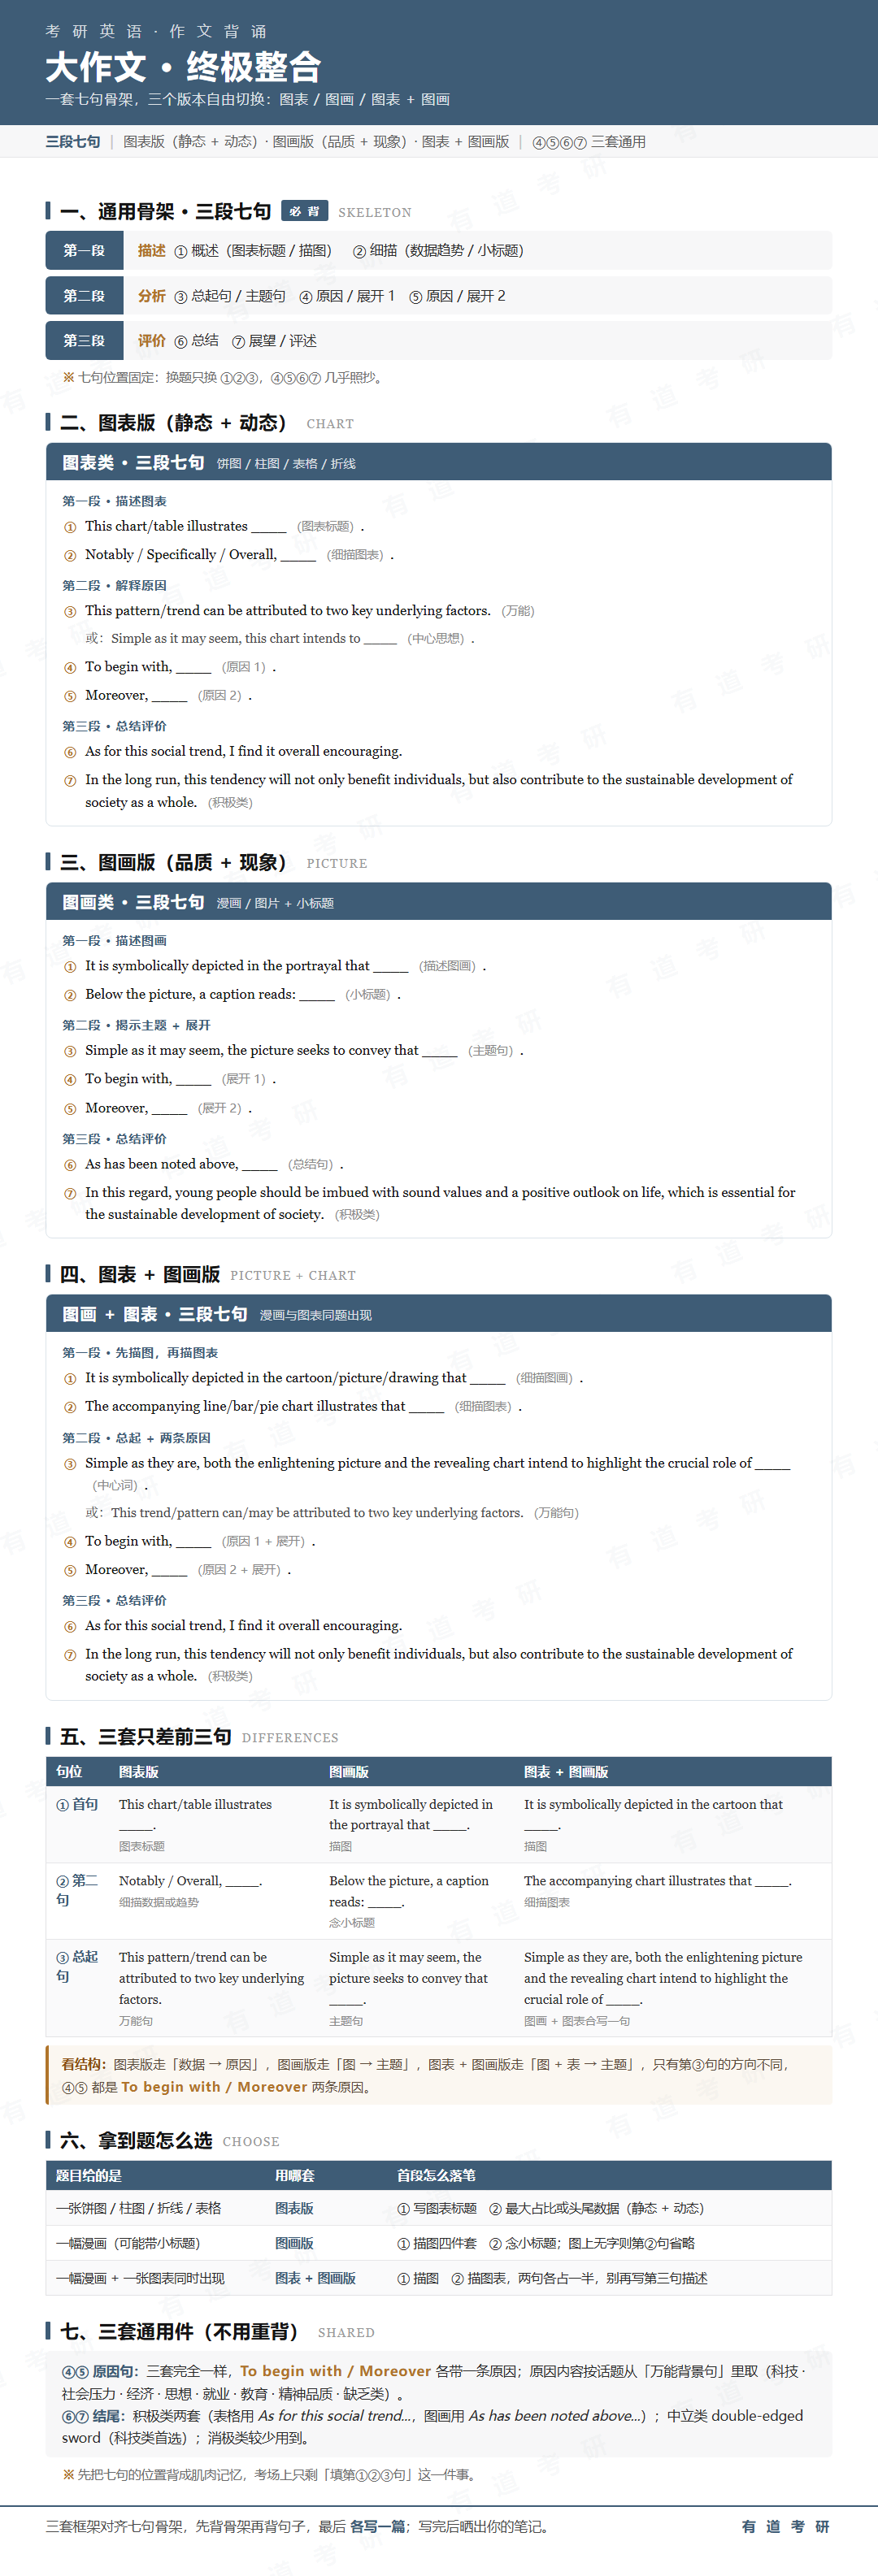 考研英语·作文背诵
大作文·终极整合
一套七句骨架，三个版本自由切换：图表 / 图画 / 图表 + 图画
三段七句 | 图表版（静态 + 动态）· 图画版（品质 + 现象）· 图表 + 图画版 | ④⑤⑥⑦ 三套通用
一、通用骨架·三段七句 必背 SKELETON
第一段 描述 ① 概述（图表标题 / 描图） ② 细描（数据趋势 / 小标题）
第二段 分析 ③ 总起句 / 主题句 ④ 原因 / 展开 1 ⑤ 原因 / 展开 2
第三段 评价 ⑥ 总结 ⑦ 展望 / 评述
※ 七句位置固定：换题只换 ①②③，④⑤⑥⑦ 几乎照抄。
二、图表版（静态 + 动态） CHART
图表类·三段七句 饼图 / 柱图 / 表格 / 折线
第一段·描述图表
① This chart/table illustrates _____ （图表标题）.
② Notably / Specifically / Overall, _____ （细描图表）.
第二段·解释原因
③ This pattern/trend can be attributed to two key underlying factors. （万能）
或：Simple as it may seem, this chart intends to _____ （中心思想）.
④ To begin with, _____ （原因 1）.
⑤ Moreover, _____ （原因 2）.
第三段·总结评价
⑥ As for this social trend, I find it overall encouraging.
⑦ In the long run, this tendency will not only benefit individuals, but also contribute to the sustainable development of
society as a whole. （积极类）
三、图画版（品质 + 现象） PICTURE
图画类·三段七句 漫画 / 图片 + 小标题
第一段·描述图画
① It is symbolically depicted in the portrayal that _____ （描述图画）.
② Below the picture, a caption reads: _____ （小标题）.
第二段·揭示主题 + 展开
③ Simple as it may seem, the picture seeks to convey that _____ （主题句）.
④ To begin with, _____ （展开 1）.
⑤ Moreover, _____ （展开 2）.
第三段·总结评价
⑥ As has been noted above, _____ （总结句）.
⑦ In this regard, young people should be imbued with sound values and a positive outlook on life, which is essential for
the sustainable development of society. （积极类）
四、图表 + 图画版 PICTURE + CHART
图画 + 图表·三段七句 漫画与图表同题出现
第一段·先描图，再描图表
① It is symbolically depicted in the cartoon/picture/drawing that _____ （细描图画）.
② The accompanying line/bar/pie chart illustrates that _____ （细描图表）.
第二段·总起 + 两条原因
③ Simple as they are, both the enlightening picture and the revealing chart intend to highlight the crucial role of _____
（中心词）.
或：This trend/pattern can/may be attributed to two key underlying factors. （万能句）
④ To begin with, _____ （原因 1 + 展开）.
⑤ Moreover, _____ （原因 2 + 展开）.
第三段·总结评价
⑥ As for this social trend, I find it overall encouraging.
⑦ In the long run, this tendency will not only benefit individuals, but also contribute to the sustainable development of
society as a whole. （积极类）
五、三套只差前三句 DIFFERENCES
句位 图表版 图画版 图表 + 图画版
① 首句
This chart/table illustrates
_____.
图表标题
It is symbolically depicted in
the portrayal that _____.
描图
It is symbolically depicted in the cartoon that
_____.
描图
② 第二
句
Notably / Overall, _____.
细描数据或趋势
Below the picture, a caption
reads: _____.
念小标题
The accompanying chart illustrates that _____.
细描图表
③ 总起
句
This pattern/trend can be
attributed to two key underlying
factors.
万能句
Simple as it may seem, the
picture seeks to convey that
_____.
主题句
Simple as they are, both the enlightening picture
and the revealing chart intend to highlight the
crucial role of _____.
图画 + 图表合写一句
看结构：图表版走「数据 → 原因」，图画版走「图 → 主题」，图表 + 图画版走「图 + 表 → 主题」，只有第③句的方向不同，
④⑤ 都是 To begin with / Moreover 两条原因。
六、拿到题怎么选 CHOOSE
题目给的是 用哪套 首段怎么落笔
一张饼图 / 柱图 / 折线 / 表格 图表版 ① 写图表标题 ② 最大占比或头尾数据（静态 + 动态）
一幅漫画（可能带小标题） 图画版 ① 描图四件套 ② 念小标题；图上无字则第②句省略
一幅漫画 + 一张图表同时出现 图表 + 图画版 ① 描图 ② 描图表，两句各占一半，别再写第三句描述
七、三套通用件（不用重背） SHARED
④⑤ 原因句：三套完全一样，To begin with / Moreover 各带一条原因；原因内容按话题从「万能背景句」里取（科技 ·
社会压力 · 经济 · 思想 · 就业 · 教育 · 精神品质 · 缺乏类）。
⑥⑦ 结尾：积极类两套（表格用 As for this social trend…，图画用 As has been noted above…）；中立类 double-edged
sword（科技类首选）；消极类较少用到。
※ 先把七句的位置背成肌肉记忆，考场上只剩「填第①②③句」这一件事。
三套框架对齐七句骨架，先背骨架再背句子，最后 各写一篇；写完后晒出你的笔记。
有道考研